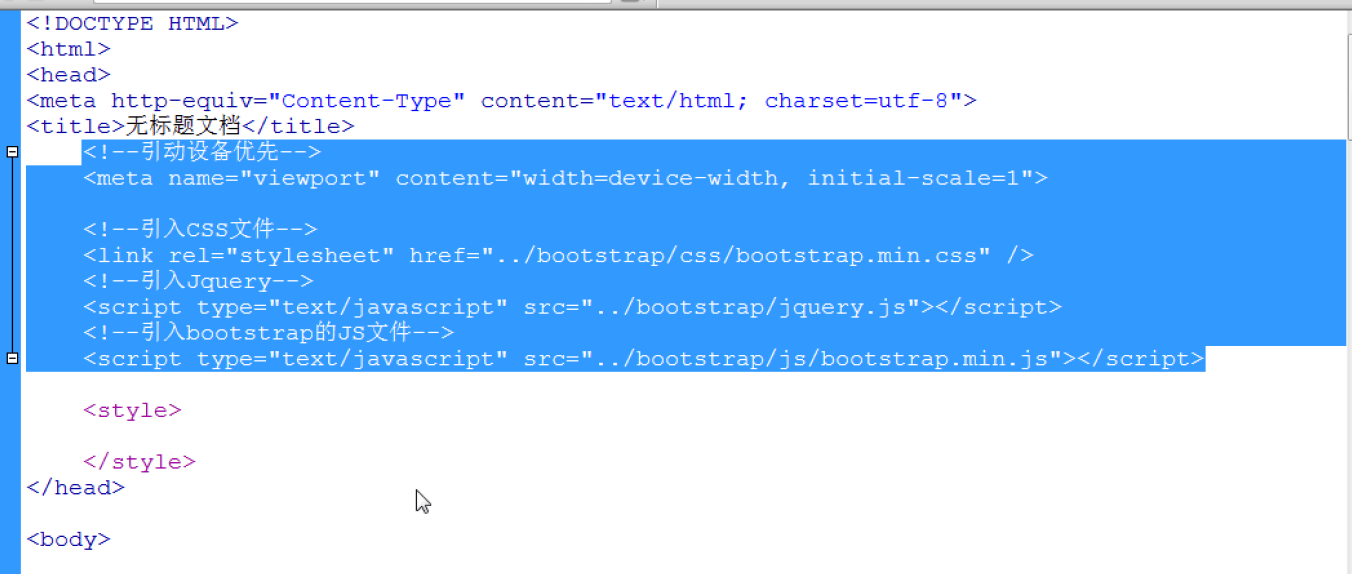 <!DOCTYPE HTML>
<html>
<head>
<meta http-equiv="Content-Type" content="text/html; charset=utf-8">
<title>无标题文档</title>
<!--引动设备优先-->
<meta name="viewport" content="width=device-width, initial-scale=1">
<!--引入CSS文件-->
<link rel="stylesheet" href="../bootstrap/css/bootstrap.min.css" />
<!--引入Jquery-->
<script type="text/javascript" src="../bootstrap/jquery.js"></script>
<!--引入bootstrap的JS文件-->
<script type="text/javascript" src="../bootstrap/js/bootstrap.min.js"></script>
<style>
</style>
</head>
<body>